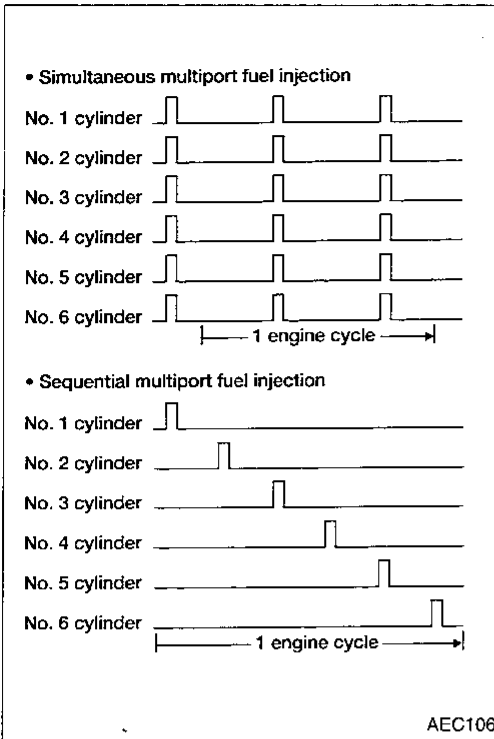 • Simultaneous multiport fuel injection
No. 1 cylinder
No. 2 cylinder
No. 3 cylinder
No. 4 cylinder
No. 5 cylinder
No. 6 cylinder
1 engine cycle
• Sequential multiport fuel injection
No. 1 cylinder
No. 2 cylinder
No. 3 cylinder
No. 4 cylinder
No. 5 cylinder
No. 6 cylinder
1 engine cycle
AEC106